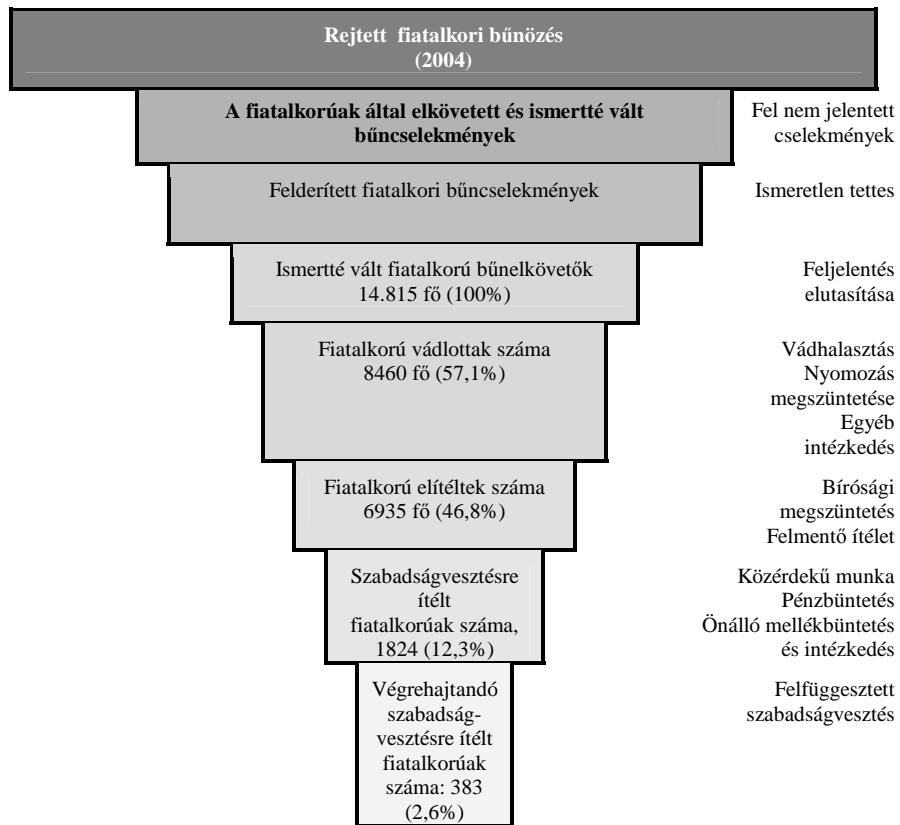 Rejtett fiatalkori bűnözés
(2004)
A fiatalkorúak által elkövetett és ismertté vált
bűncselekmények
Fel nem jelentett
cselekmények
Felderített fiatalkori bűncselekmények
Ismeretlen tettes
Ismertté vált fiatalkorú bűnelkövetők
14.815 fő (100%)
Feljelentés
elutasítása
Fiatalkorú vádlottak száma
8460 fő (57,1%)
Vádhalasztás
Nyomozás
megszüntetése
Egyéb
intézkedés
Fiatalkorú elítéltek száma
6935 fő (46,8%)
Bírósági
megszüntetés
Felmentő ítélet
Szabadságvesztésre
ítélt
fiatalkorúak száma,
1824 (12,3%)
Közérdekű munka
Pénzbüntetés
Önálló mellékbüntetés
és intézkedés
Végrehajtandó
szabadság-
vesztésre ítélt
fiatalkorúak
száma: 383
(2,6%)
Felfüggesztett
szabadságvesztés